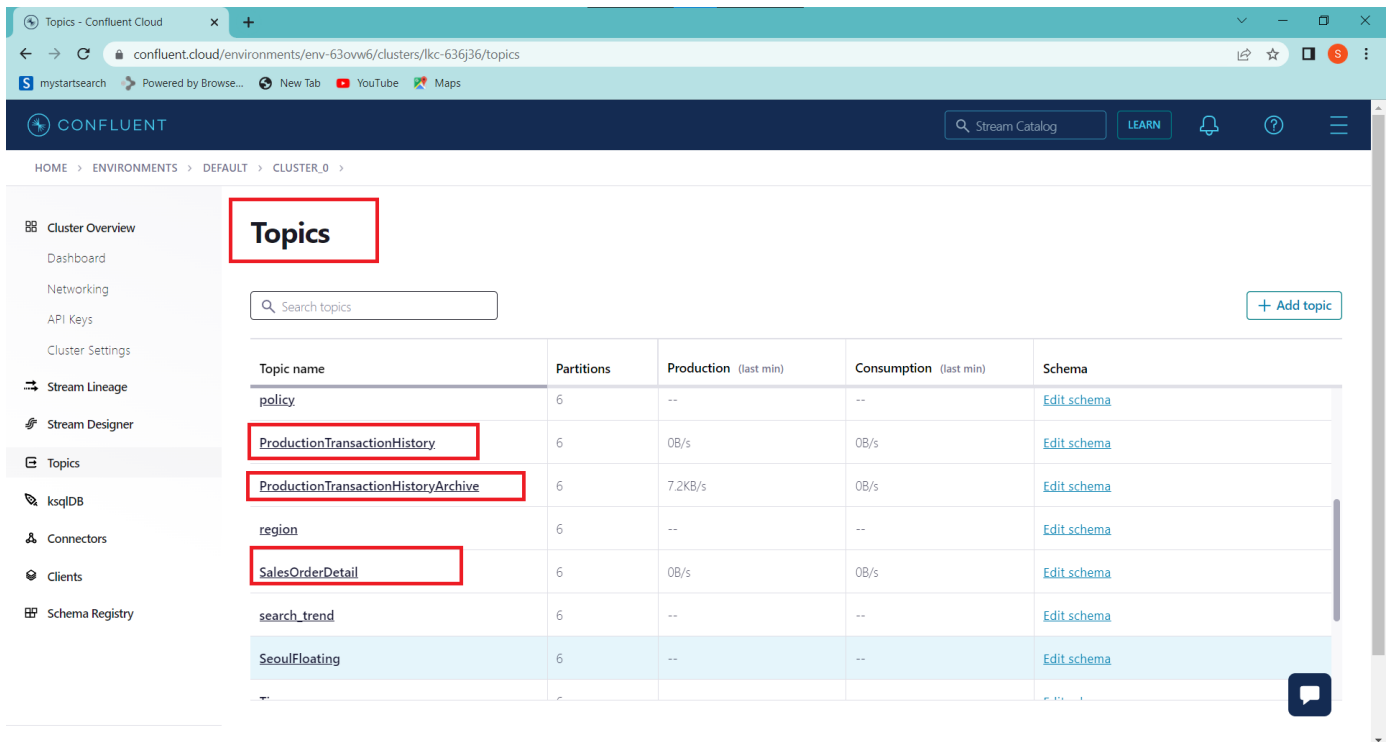 Topics - Confluent Cloud
confluent.cloud/environments/env-63ovw6/clusters/lkc-636j36/topics
S
S mystartsearch Powered by Browse... New Tab YouTube Maps
CONFLUENT
Stream Catalog
LEARN
HOME > ENVIRONMENTS > DEFAULT > CLUSTER_0 >
Cluster Overview
Dashboard
Networking
API Keys
Cluster Settings
Stream Lineage
Stream Designer
Topics
ksqlDB
Connectors
Clients
Schema Registry
Topics
Search topics
+ Add topic
Topic name Partitions Production (last min) Consumption (last min) Schema
policy 6 -- -- Edit schema
ProductionTransactionHistory 6 0B/s 0B/s Edit schema
ProductionTransactionHistoryArchive 6 7.2KB/s 0B/s Edit schema
region 6 -- -- Edit schema
SalesOrderDetail 6 0B/s 0B/s Edit schema
search_trend 6 -- -- Edit schema
SeoulFloating 6 -- -- Edit schema